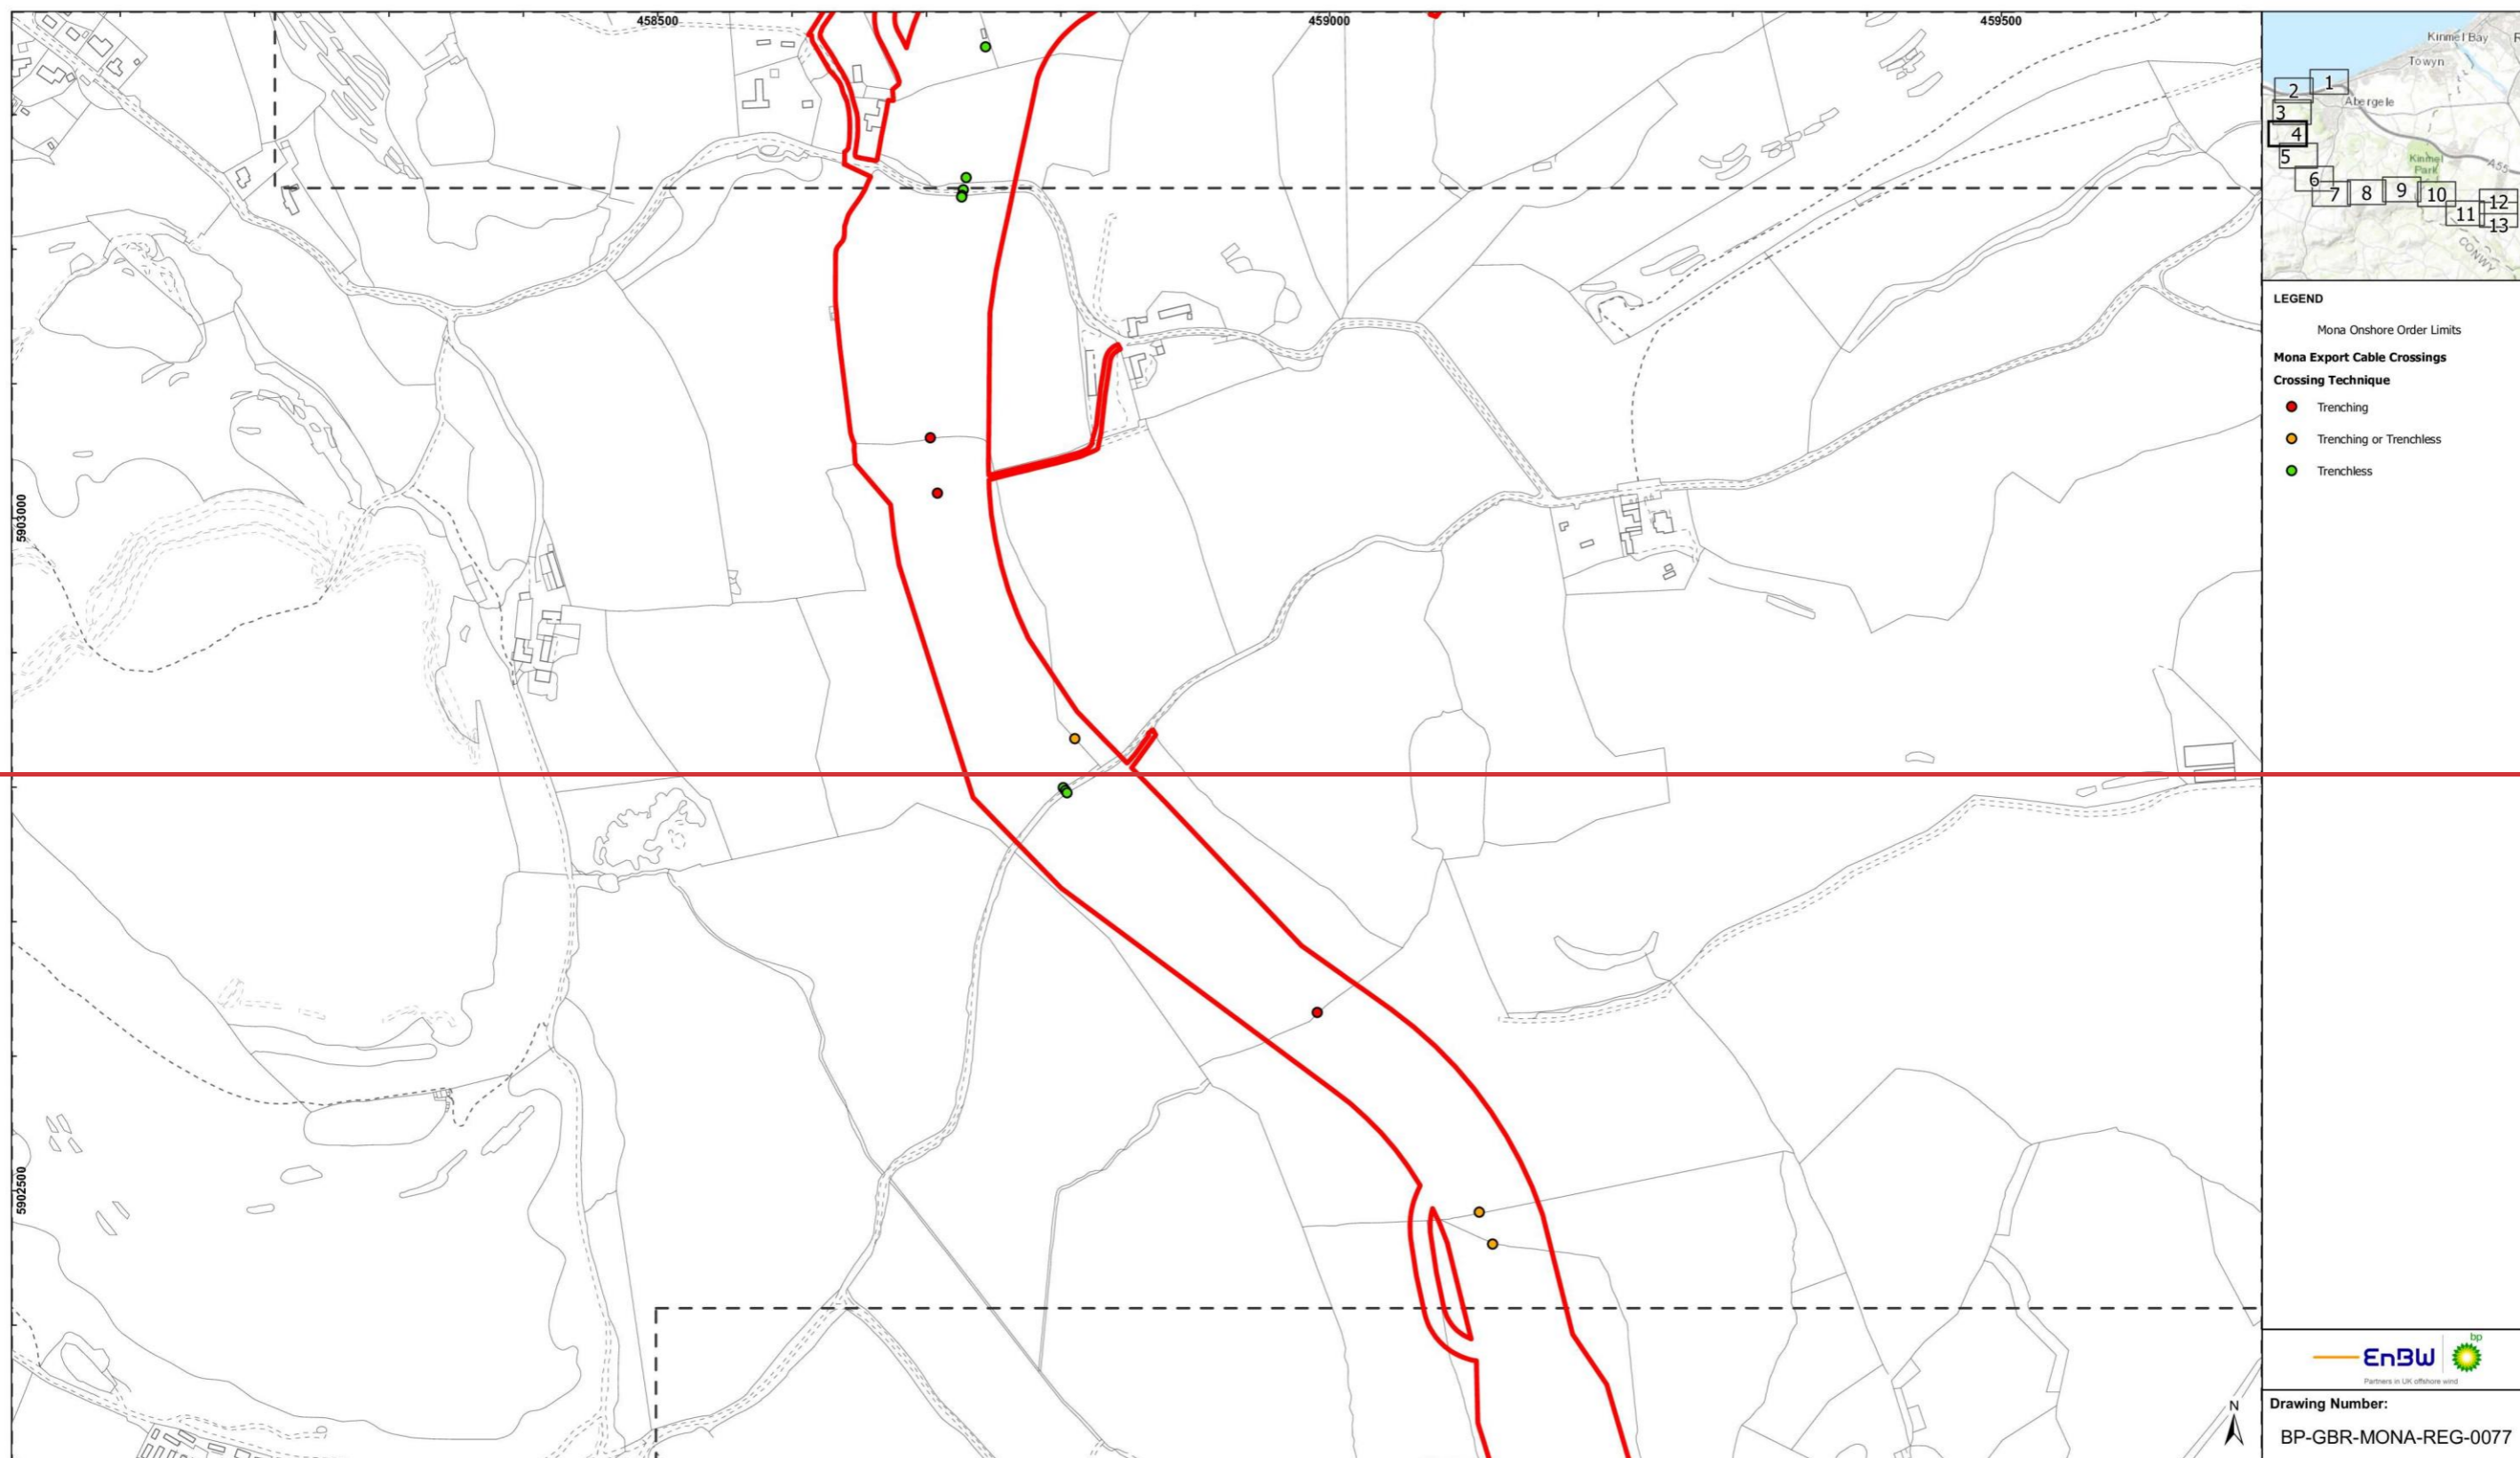 458500
459000
459500
5903000
5902500
Kinmel Bay
R
Towyn
Abergele
Kinmel
Park
A55
CONWY
1
2
3
4
5
6
7
8
9
10
11
12
13
LEGEND
Mona Onshore Order Limits
Mona Export Cable Crossings
Crossing Technique
Trenching
Trenching or Trenchless
Trenchless
EnBW
bp
Partners in UK offshore wind
N
Drawing Number:
BP-GBR-MONA-REG-0077